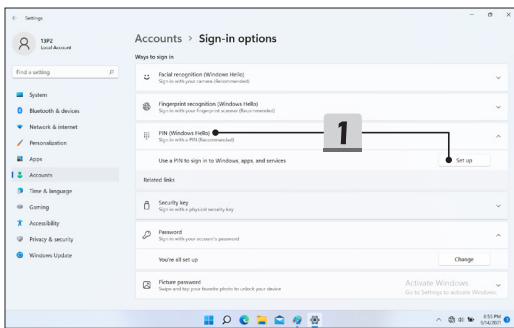 Settings
13P2
Local Account
Find a setting
System
Bluetooth & devices
Network & internet
Personalization
Apps
Accounts
Time & language
Gaming
Accessibility
Privacy & security
Windows Update
Accounts > Sign-in options
Ways to sign in
Facial recognition (Windows Hello)
Sign in with your camera (Recommended)
Fingerprint recognition (Windows Hello)
Sign in with your fingerprint scanner (Recommended)
PIN (Windows Hello)
Sign in with a PIN (Recommended)
1
Use a PIN to sign in to Windows, apps, and services
Set up
Related links
Security key
Sign in with a physical security key
Password
Sign in with your account's password
You're all set up
Change
Picture password
Swipe and tap your favorite photo to unlock your device
Activate Windows
Go to Settings to activate Windows.
8:55 PM
9/14/2021